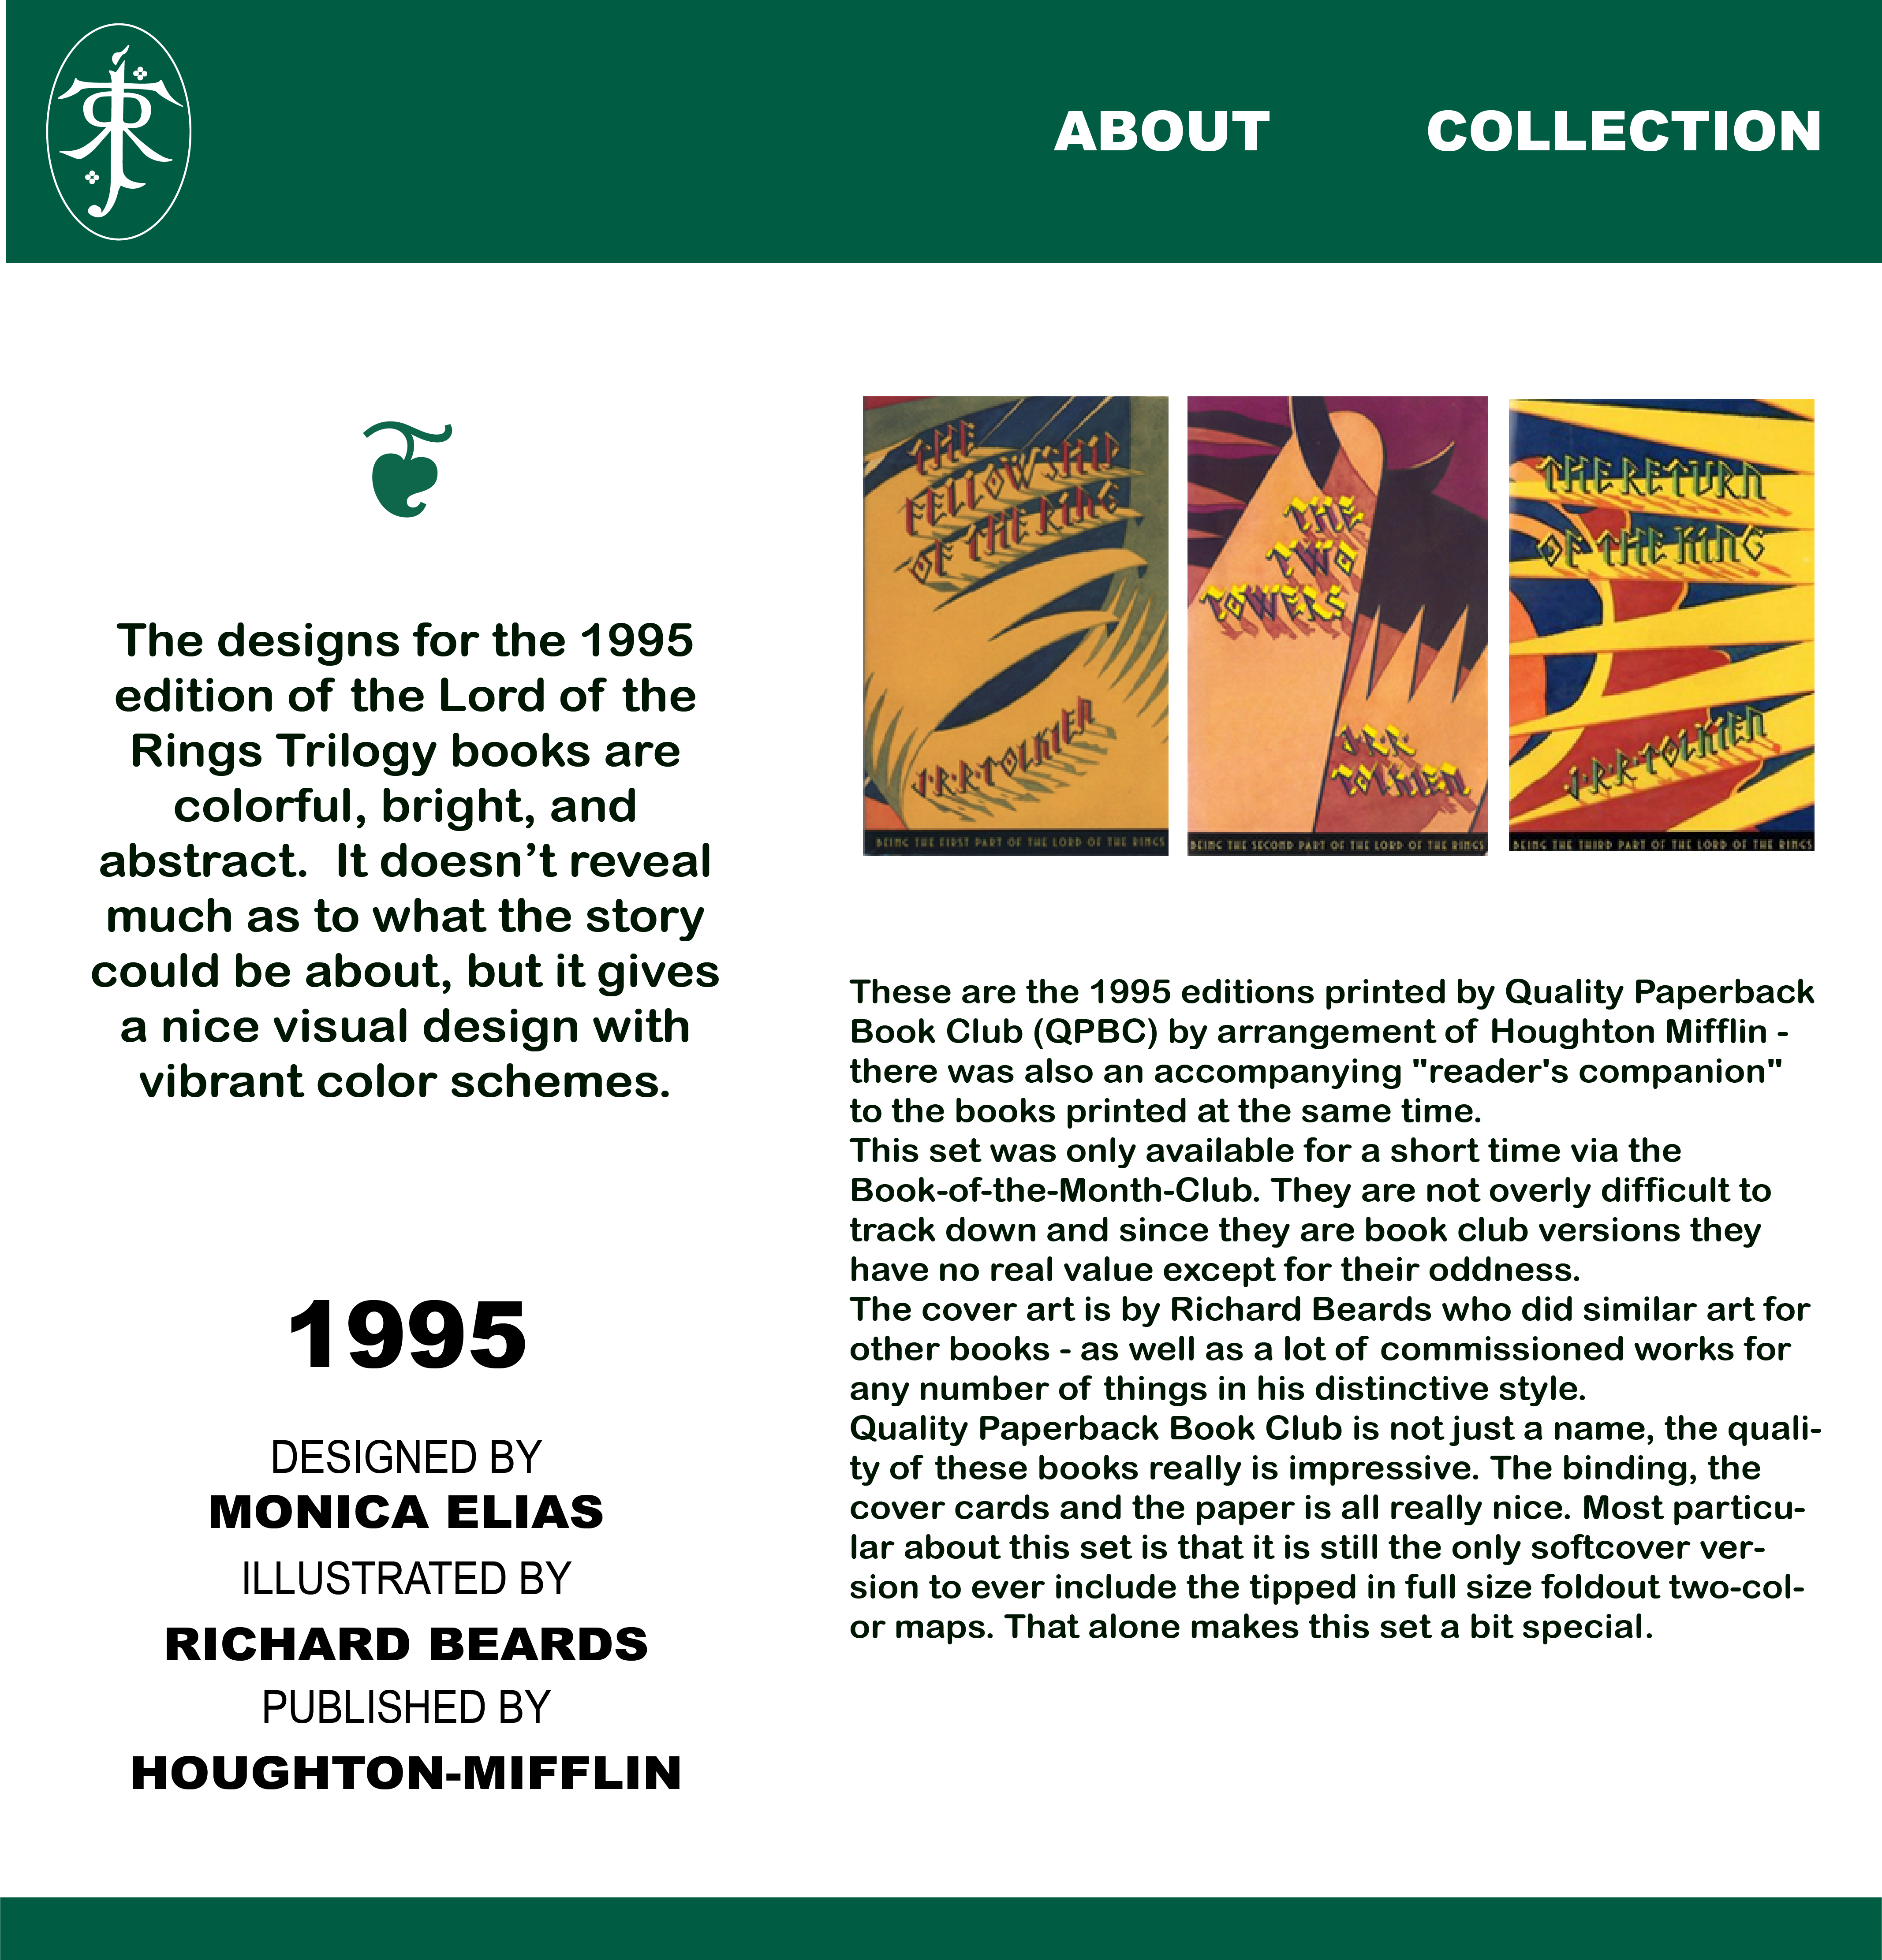 ABOUT COLLECTION
The designs for the 1995
edition of the Lord of the
Rings Trilogy books are
colorful, bright, and
abstract.  It doesn’t reveal
much as to what the story
could be about, but it gives
a nice visual design with
vibrant color schemes.
1995
DESIGNED BY
MONICA ELIAS
ILLUSTRATED BY
RICHARD BEARDS
PUBLISHED BY
HOUGHTON-MIFFLIN
THE
FELLOWSHIP
OF THE RING
J·R·R·TOLKIEN
BEING THE FIRST PART OF THE LORD OF THE RINGS
THE
TWO
TOWERS
J.R.R.
TOLKIEN
BEING THE SECOND PART OF THE LORD OF THE RINGS
THE RETURN
OF THE KING
J·R·R·TOLKIEN
BEING THE THIRD PART OF THE LORD OF THE RINGS
These are the 1995 editions printed by Quality Paperback
Book Club (QPBC) by arrangement of Houghton Mifflin -
there was also an accompanying "reader's companion"
to the books printed at the same time.
This set was only available for a short time via the
Book-of-the-Month-Club. They are not overly difficult to
track down and since they are book club versions they
have no real value except for their oddness.
The cover art is by Richard Beards who did similar art for
other books - as well as a lot of commissioned works for
any number of things in his distinctive style.
Quality Paperback Book Club is not just a name, the quali-
ty of these books really is impressive. The binding, the
cover cards and the paper is all really nice. Most particu-
lar about this set is that it is still the only softcover ver-
sion to ever include the tipped in full size foldout two-col-
or maps. That alone makes this set a bit special.